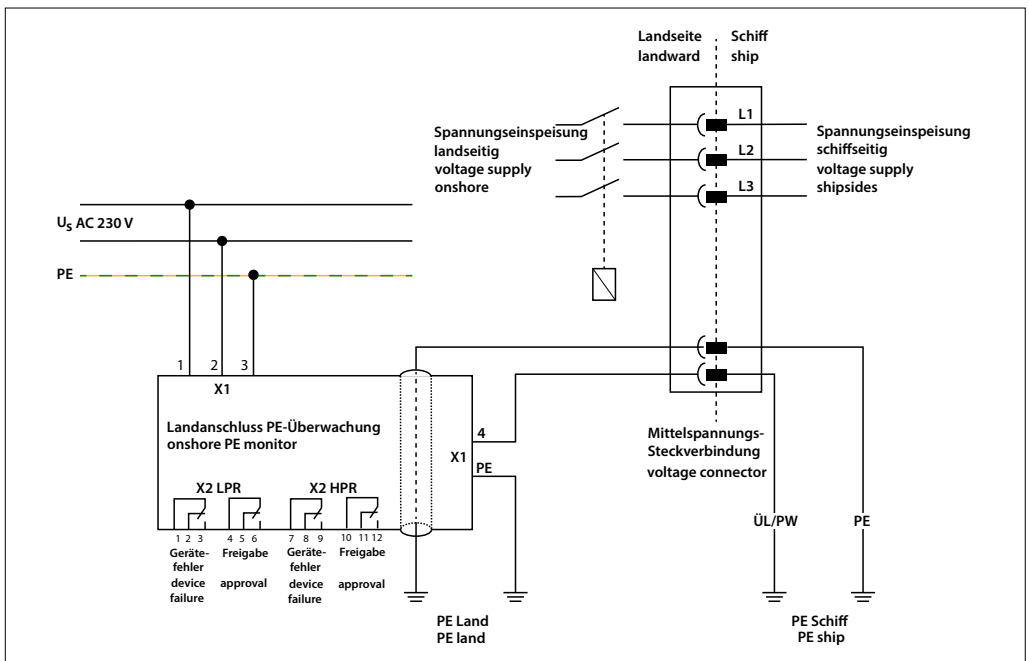 Landseite
landward
Schiff
ship
L1
Spannungseinspeisung
landseitig
voltage supply
onshore
L2
Spannungseinspeisung
schiffseitig
voltage supply
shipsides
L3
US AC 230 V
PE
1 2 3
X1
Landanschluss PE-Überwachung
onshore PE monitor
4
X1
PE
Mittelspannungs-
Steckverbindung
voltage connector
X2 LPR X2 HPR
1 2 3 4 5 6 7 8 9 10 11 12
Geräte-
fehler
device
failure
Freigabe
approval
Geräte-
fehler
device
failure
Freigabe
approval
ÜL/PW PE
PE Land
PE land
PE Schiff
PE ship